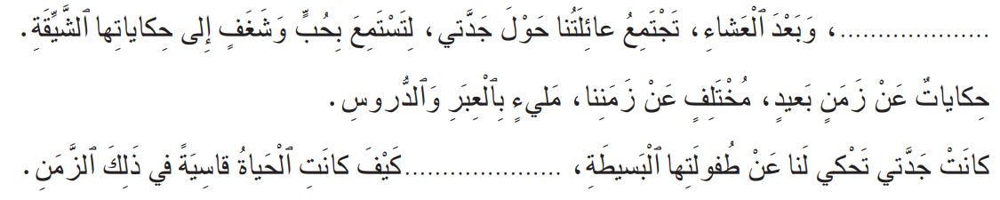 ....................، وَبَعْدَ ٱلْعَشاءِ، تَجْتَمِعُ عائِلَتُنا حَوْلَ جَدَّتي، لِتَسْتَمِعَ بِحُبٍّ وَشَغَفٍ إِلى حِكاياتِها ٱلشَّيِّقَةِ.
حِكاياتٌ عَنْ زَمَنٍ بَعيدٍ، مُخْتَلِفٍ عَنْ زَمَنِنا، مَليءٍ بِٱلْعِبَرِ وَٱلدُّروسِ.
كانَتْ جَدَّتي تَحْكي لَنا عَنْ طُفولَتِها ٱلْبَسيطَةِ، .....................كَيْفَ كانَتِ ٱلْحَياةُ قاسِيَةً في ذَلِكَ ٱلزَّمَنِ.